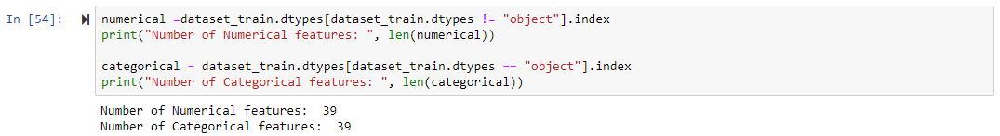 In [54]:
numerical =dataset_train.dtypes[dataset_train.dtypes != "object"].index
print("Number of Numerical features: ", len(numerical))
categorical = dataset_train.dtypes[dataset_train.dtypes == "object"].index
print("Number of Categorical features: ", len(categorical))
Number of Numerical features:  39
Number of Categorical features:  39